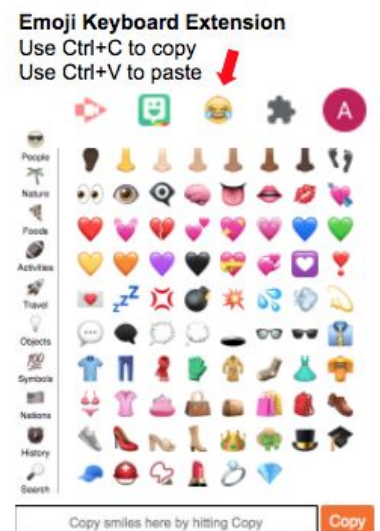 Emoji Keyboard Extension
Use Ctrl+C to copy
Use Ctrl+V to paste
A
People
Nature
Foods
Activities
Travel
Objects
Symbols
Nations
History
Search
Copy smiles here by hitting Copy
Copy